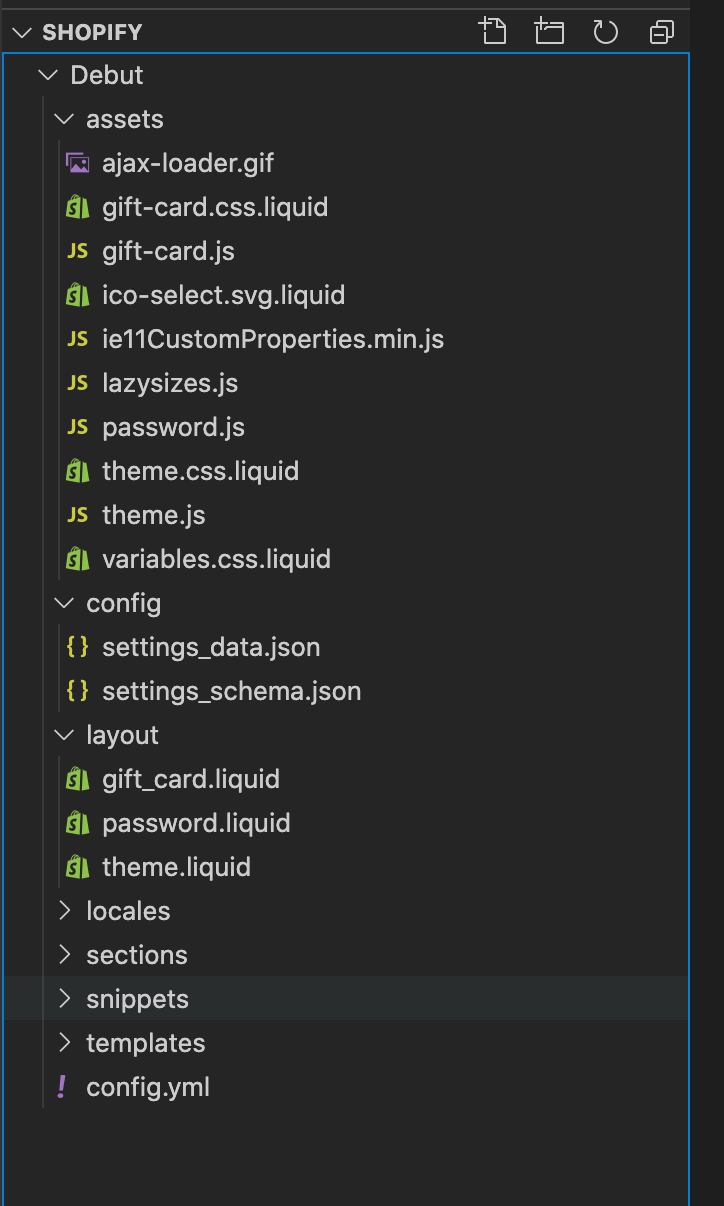 SHOPIFY
Debut
assets
ajax-loader.gif
gift-card.css.liquid
JS gift-card.js
ico-select.svg.liquid
JS ie11CustomProperties.min.js
JS lazysizes.js
JS password.js
theme.css.liquid
JS theme.js
variables.css.liquid
config
{} settings_data.json
{} settings_schema.json
layout
gift_card.liquid
password.liquid
theme.liquid
locales
sections
snippets
templates
! config.yml